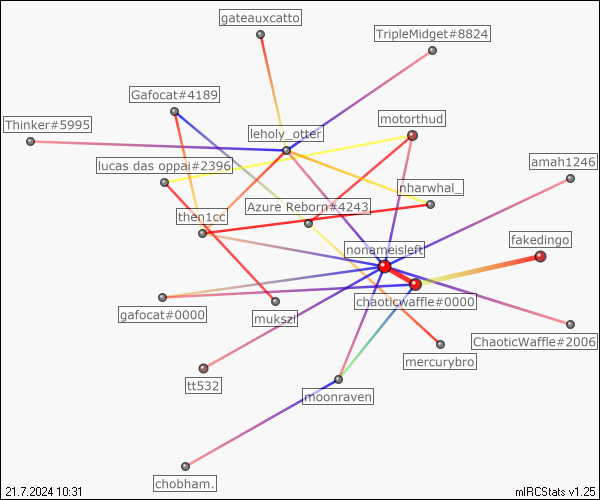 gateauxcatto
TripleMidget#8824
Gafocat#4189
motorthud
Thinker#5995
leholy_otter
amah1246
lucas das oppai#2396
nharwhal_
Azure Reborn#4243
then1cc
fakedingo
nonameisleft
chaoticwaffle#0000
gafocat#0000
mukszi
ChaoticWaffle#2006
mercurybro
tt532
moonraven
chobham.
21.7.2024 10:31
mIRCStats v1.25